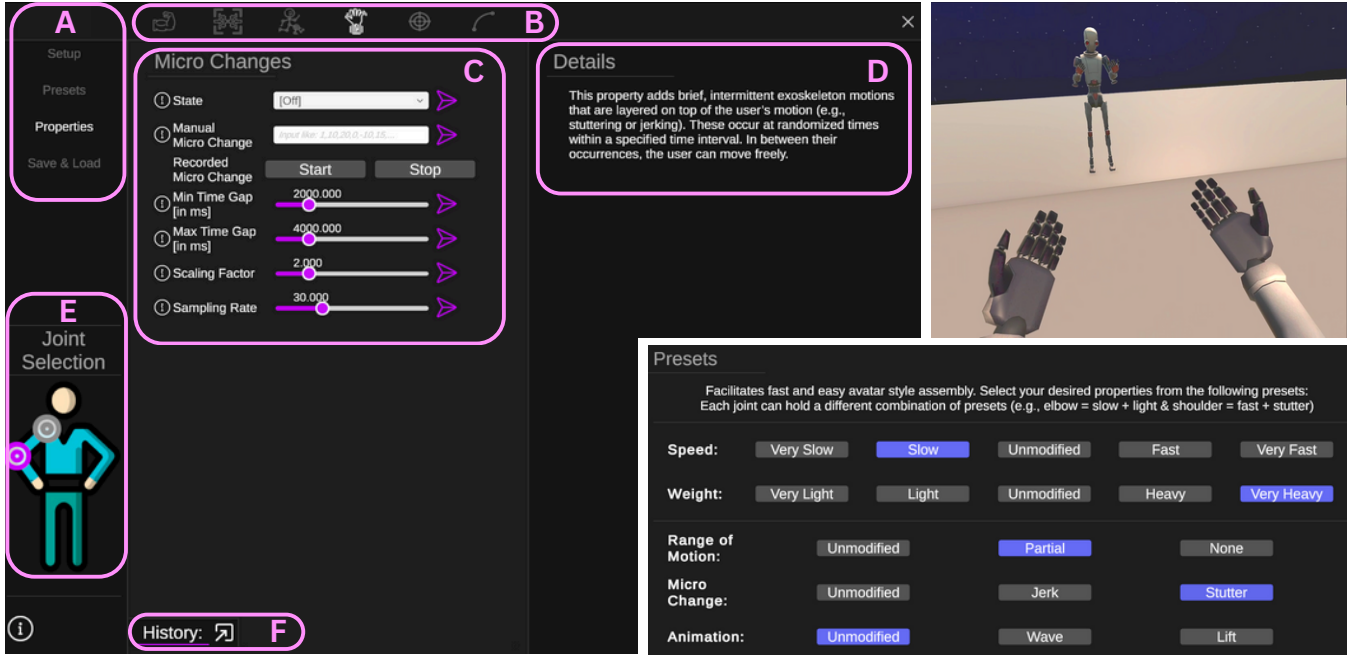 A
Setup
Presets
Properties
Save & Load
B
Micro Changes
C
State
[Off]
Manual
Micro Change
Input like: 1,10,20,0,-10,15,...
Recorded
Micro Change
Start
Stop
Min Time Gap
[in ms]
2000.000
Max Time Gap
[in ms]
4000.000
Scaling Factor
2.000
Sampling Rate
30.000
Details
D
This property adds brief, intermittent exoskeleton motions
that are layered on top of the user's motion (e.g.,
stuttering or jerking). These occur at randomized times
within a specified time interval. In between their
occurrences, the user can move freely.
E
Joint
Selection
History:
F
Presets
Facilitates fast and easy avatar style assembly. Select your desired properties from the following presets:
Each joint can hold a different combination of presets (e.g., elbow = slow + light & shoulder = fast + stutter)
Speed: Very Slow Slow Unmodified Fast Very Fast
Weight: Very Light Light Unmodified Heavy Very Heavy
Range of
Motion: Unmodified Partial None
Micro
Change: Unmodified Jerk Stutter
Animation: Unmodified Wave Lift